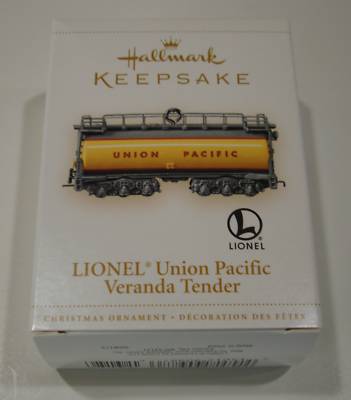 Hallmark
KEEPSAKE
UNION PACIFIC
L
LIONEL
LIONEL® Union Pacific
Veranda Tender
CHRISTMAS ORNAMENT • DÉCORATION DES FÊTES